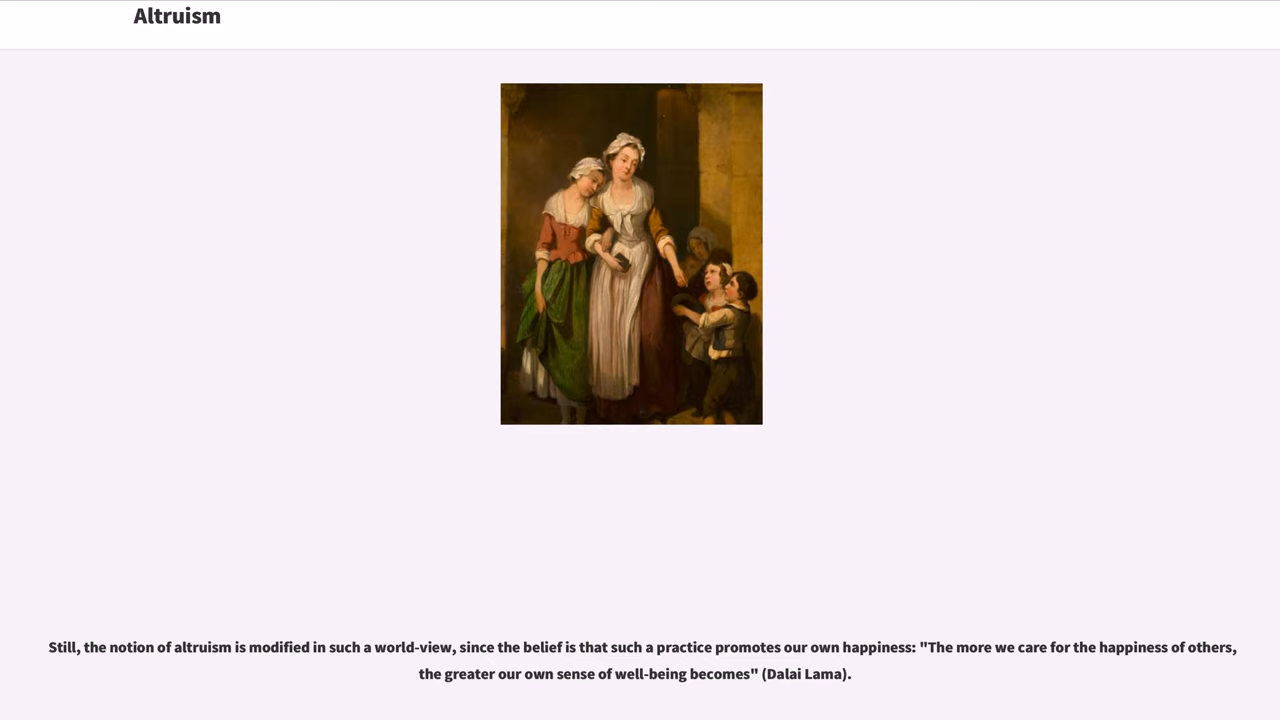 Altruism
Still, the notion of altruism is modified in such a world-view, since the belief is that such a practice promotes our own happiness: "The more we care for the happiness of others,
the greater our own sense of well-being becomes" (Dalai Lama).